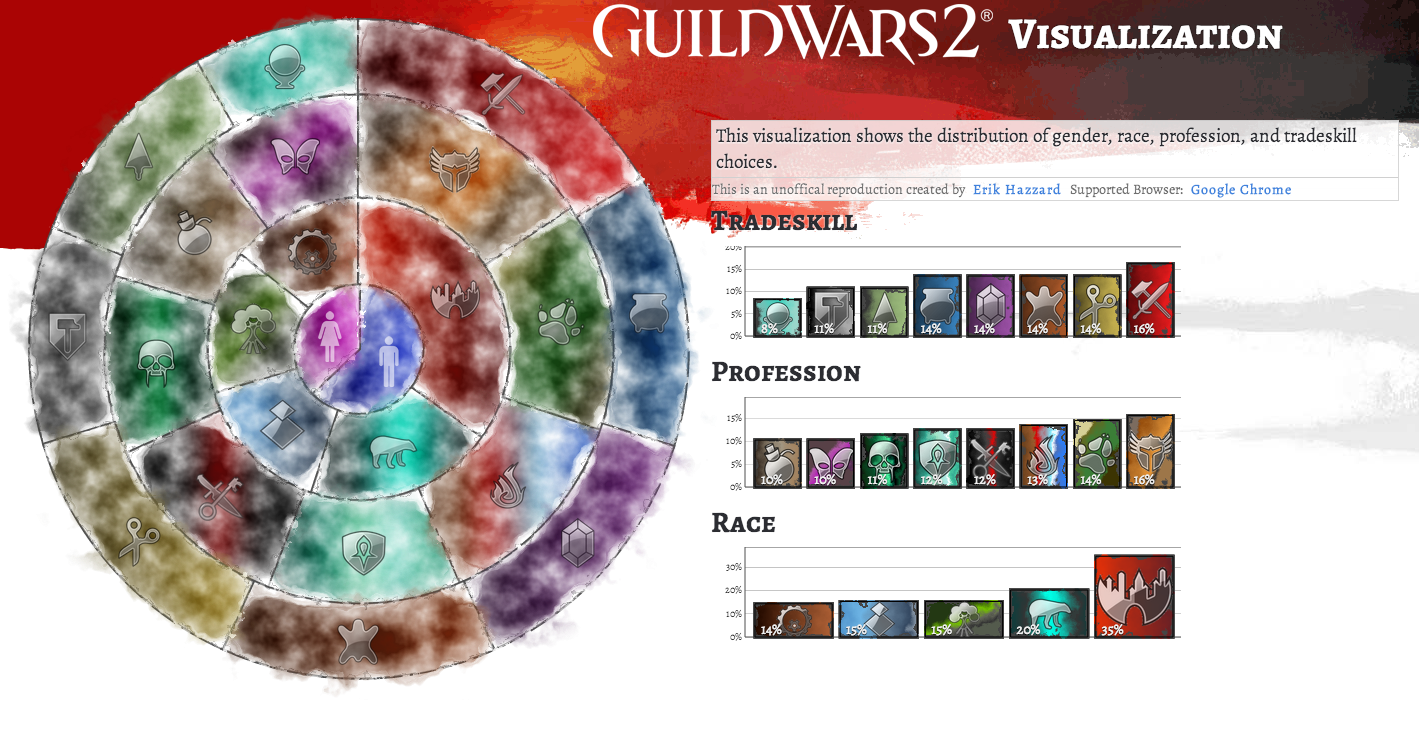 GUILDWARS2® VISUALIZATION
This visualization shows the distribution of gender, race, profession, and tradeskill
choices.
This is an unoffical reproduction created by Erik Hazzard Supported Browser: Google Chrome
TRADESKILL
20%
15%
10%
5%
0%
8% 11% 11% 14% 14% 14% 14% 16%
PROFESSION
15%
10%
5%
0%
10% 10% 11% 12% 12% 13% 14% 16%
RACE
30%
20%
10%
0%
14% 15% 15% 20% 35%